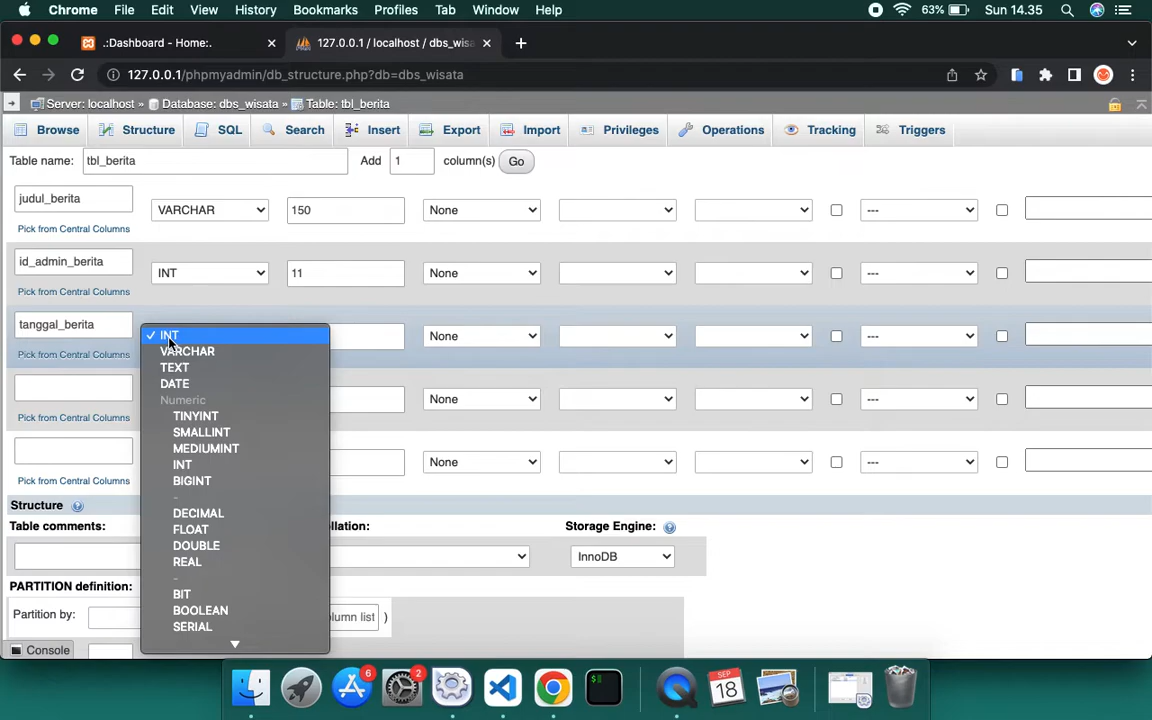 Chrome File Edit View History Bookmarks Profiles Tab Window Help 63% Sun 14.35
.:Dashboard - Home:. 127.0.0.1 / localhost / dbs_wisa
127.0.0.1/phpmyadmin/db_structure.php?db=dbs_wisata
Server: localhost » Database: dbs_wisata » Table: tbl_berita
Browse Structure SQL Search Insert Export Import Privileges Operations Tracking Triggers
Table name: tbl_berita Add 1 column(s) Go
judul_berita VARCHAR 150 None ---
Pick from Central Columns
id_admin_berita INT 11 None ---
Pick from Central Columns
tanggal_berita None ---
Pick from Central Columns
None ---
Pick from Central Columns
None ---
Pick from Central Columns
✓ INT
VARCHAR
TEXT
DATE
Numeric
TINYINT
SMALLINT
MEDIUMINT
INT
BIGINT
-
DECIMAL
FLOAT
DOUBLE
REAL
-
BIT
BOOLEAN
SERIAL
Structure
Table comments: llation: Storage Engine:
InnoDB
PARTITION definition:
Partition by: olumn list )
Console
6 2 SEP 18